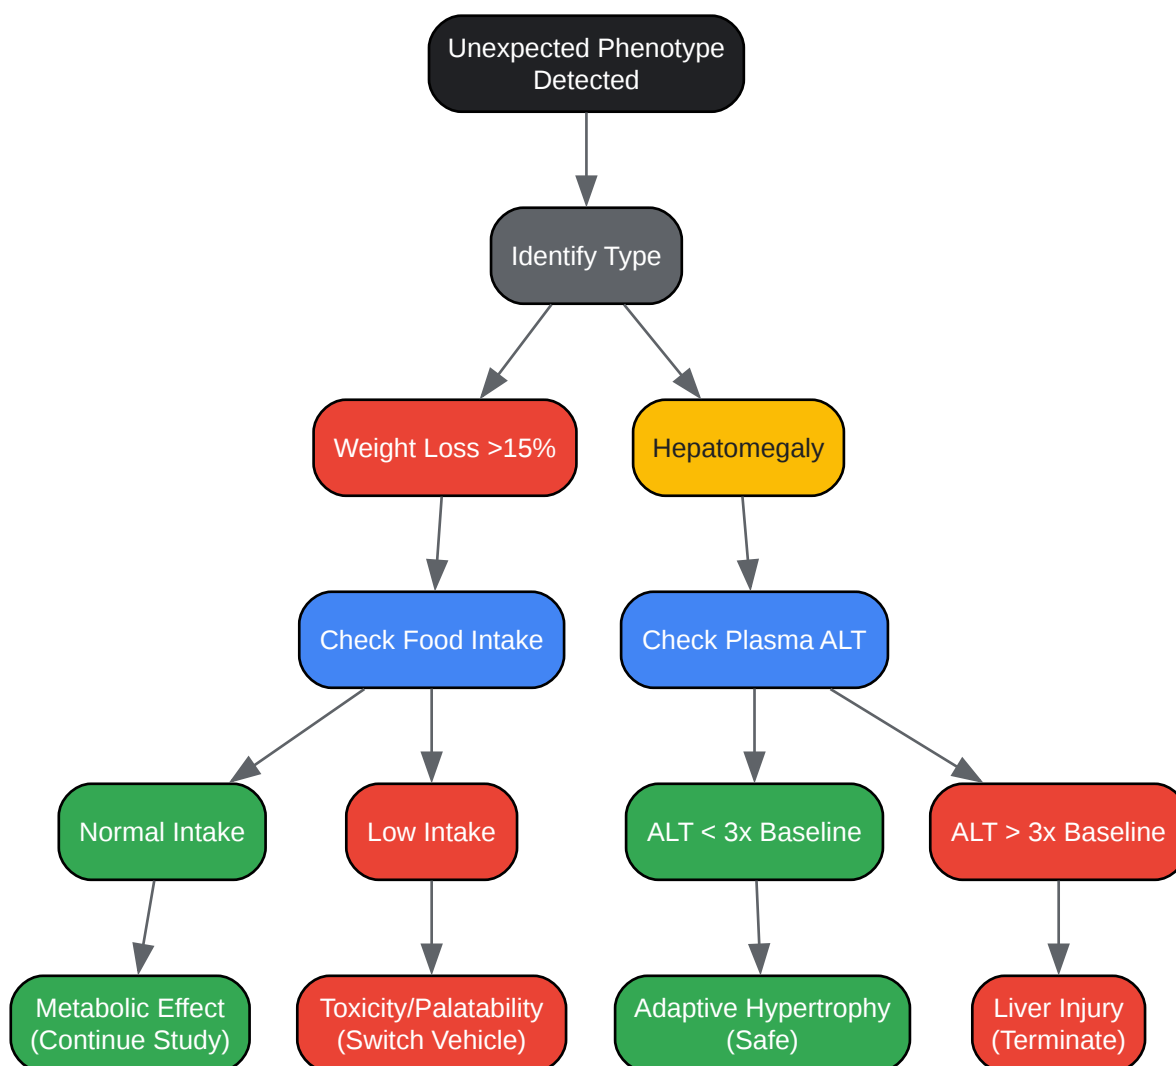 Unexpected Phenotype
Detected
Identify Type
Weight Loss >15%
Hepatomegaly
Check Food Intake
Check Plasma ALT
Normal Intake
Low Intake
ALT < 3x Baseline
ALT > 3x Baseline
Metabolic Effect
(Continue Study)
Toxicity/Palatability
(Switch Vehicle)
Adaptive Hypertrophy
(Safe)
Liver Injury
(Terminate)